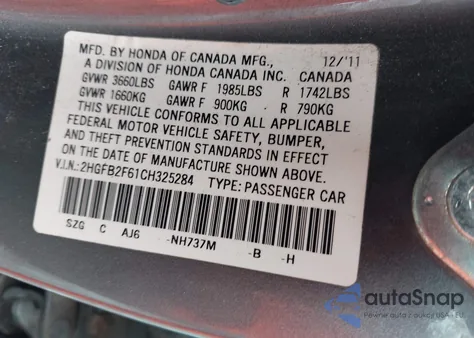 MFD. BY HONDA OF CANADA MFG., 12/'11
A DIVISION OF HONDA CANADA INC. CANADA
GVWR 3660LBS GAWR F 1985LBS R 1742LBS
GVWR 1660KG GAWR F 900KG R 790KG
THIS VEHICLE CONFORMS TO ALL APPLICABLE
FEDERAL MOTOR VEHICLE SAFETY, BUMPER,
AND THEFT PREVENTION STANDARDS IN EFFECT
ON THE DATE OF MANUFACTURE SHOWN ABOVE.
V.I.N.:2HGFB2F61CH325284 TYPE:PASSENGER CAR
SZG C AJ6 -NH737M -B -H
autoSnap